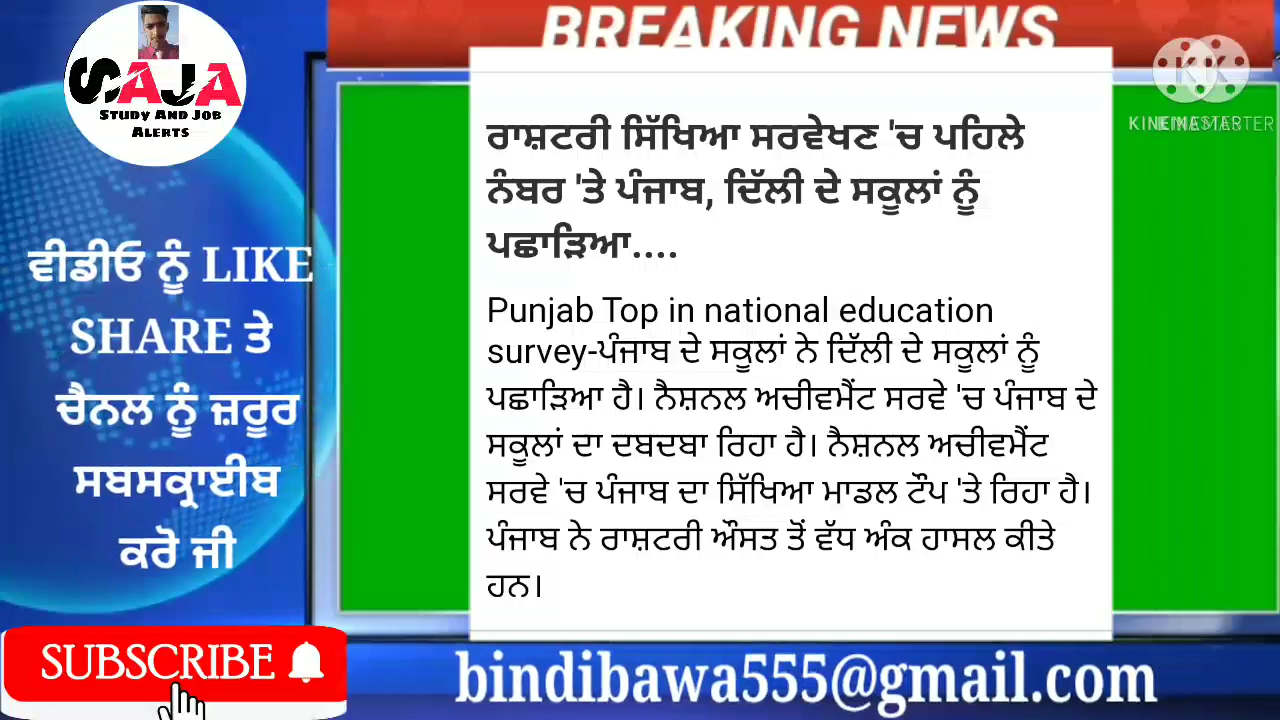 BREAKING NEWS
SAJA
STUDY AND JOB
ALERTS
KINEMASTER
ਰਾਸ਼ਟਰੀ ਸਿੱਖਿਆ ਸਰਵੇਖਣ 'ਚ ਪਹਿਲੇ
ਨੰਬਰ 'ਤੇ ਪੰਜਾਬ, ਦਿੱਲੀ ਦੇ ਸਕੂਲਾਂ ਨੂੰ
ਪਛਾੜਿਆ....
Punjab Top in national education
survey-ਪੰਜਾਬ ਦੇ ਸਕੂਲਾਂ ਨੇ ਦਿੱਲੀ ਦੇ ਸਕੂਲਾਂ ਨੂੰ
ਪਛਾੜਿਆ ਹੈ। ਨੈਸ਼ਨਲ ਅਚੀਵਮੈਂਟ ਸਰਵੇ 'ਚ ਪੰਜਾਬ ਦੇ
ਸਕੂਲਾਂ ਦਾ ਦਬਦਬਾ ਰਿਹਾ ਹੈ। ਨੈਸ਼ਨਲ ਅਚੀਵਮੈਂਟ
ਸਰਵੇ 'ਚ ਪੰਜਾਬ ਦਾ ਸਿੱਖਿਆ ਮਾਡਲ ਟੌਪ 'ਤੇ ਰਿਹਾ ਹੈ।
ਪੰਜਾਬ ਨੇ ਰਾਸ਼ਟਰੀ ਔਸਤ ਤੋਂ ਵੱਧ ਅੰਕ ਹਾਸਲ ਕੀਤੇ
ਹਨ।
ਵੀਡੀਓ ਨੂੰ LIKE
SHARE ਤੇ
ਚੈਨਲ ਨੂੰ ਜ਼ਰੂਰ
ਸਬਸਕ੍ਰਾਈਬ
ਕਰੋ ਜੀ
SUBSCRIBE
bindibawa555@gmail.com